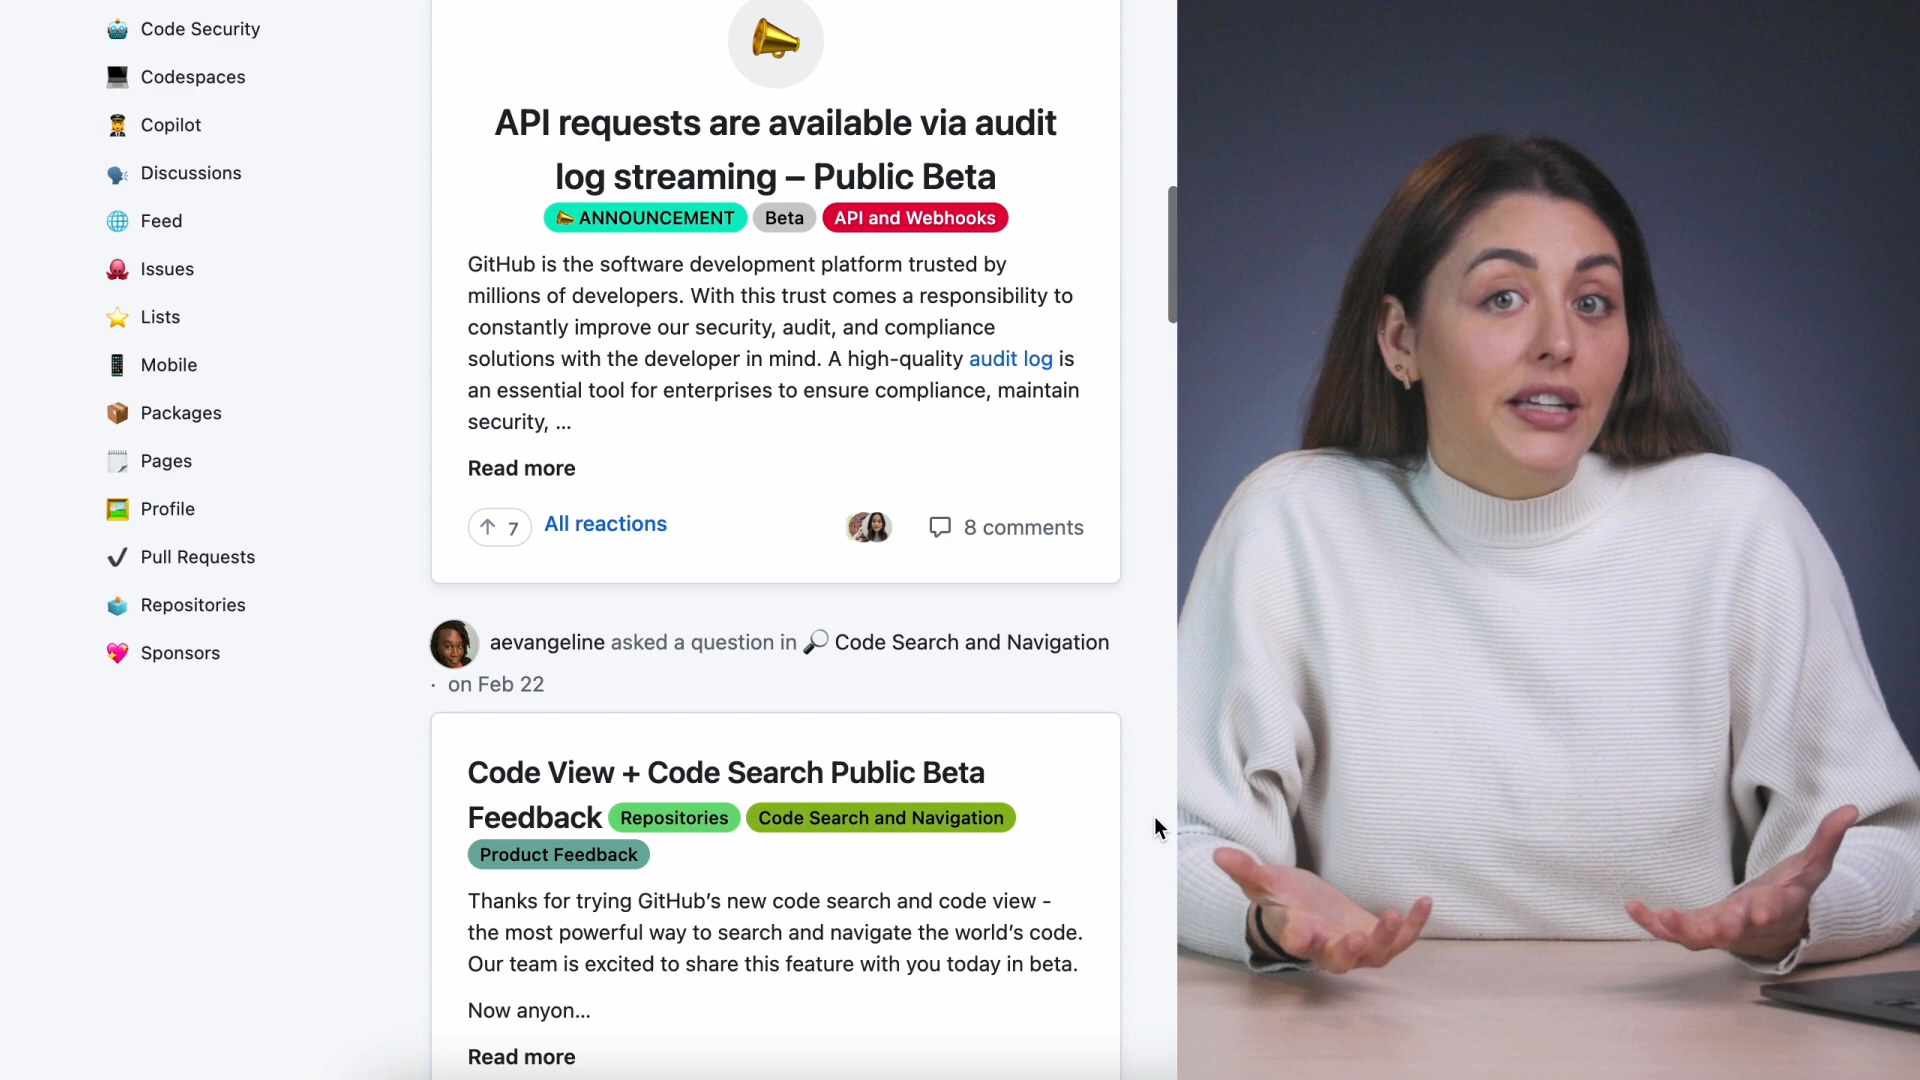 Code Security
Codespaces
Copilot
Discussions
Feed
Issues
Lists
Mobile
Packages
Pages
Profile
Pull Requests
Repositories
Sponsors
API requests are available via audit
log streaming – Public Beta
ANNOUNCEMENT Beta API and Webhooks
GitHub is the software development platform trusted by
millions of developers. With this trust comes a responsibility to
constantly improve our security, audit, and compliance
solutions with the developer in mind. A high-quality audit log is
an essential tool for enterprises to ensure compliance, maintain
security, ...
Read more
7 All reactions 8 comments
aevangeline asked a question in Code Search and Navigation
· on Feb 22
Code View + Code Search Public Beta
Feedback Repositories Code Search and Navigation
Product Feedback
Thanks for trying GitHub’s new code search and code view -
the most powerful way to search and navigate the world’s code.
Our team is excited to share this feature with you today in beta.
Now anyon...
Read more